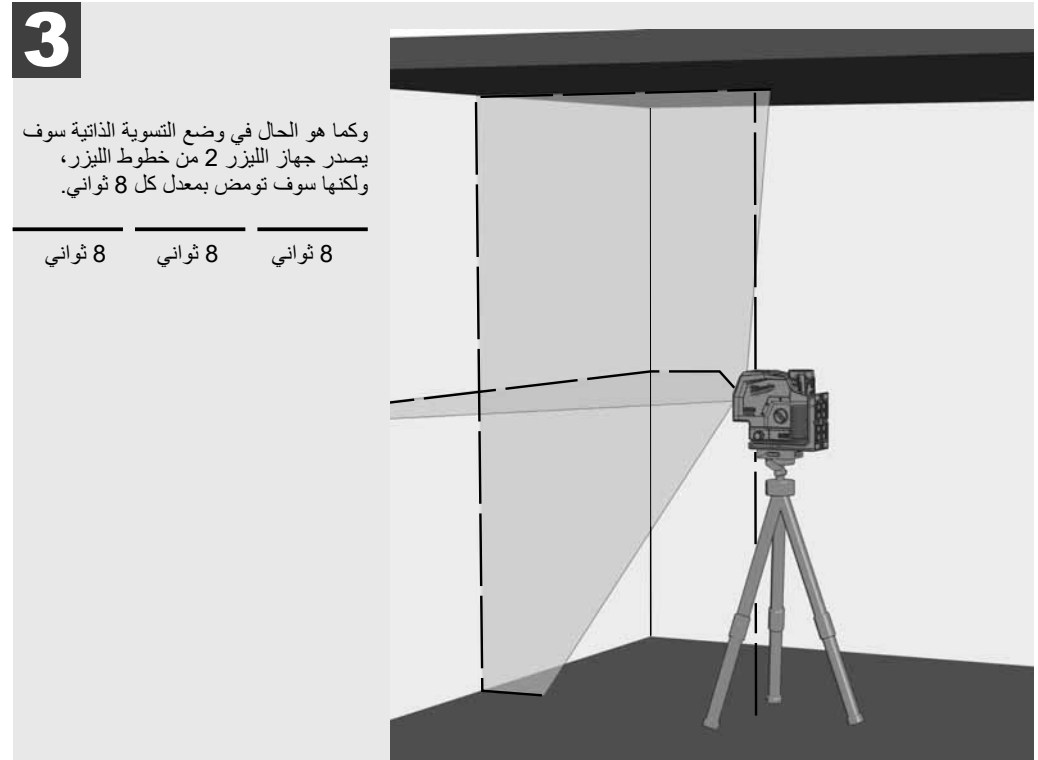 3
وكما هو الحال في وضع التسوية الذاتية سوف
يصدر جهاز الليزر 2 من خطوط الليزر،
ولكنها سوف تومض بمعدل كل 8 ثواني.
8 ثواني 8 ثواني 8 ثواني